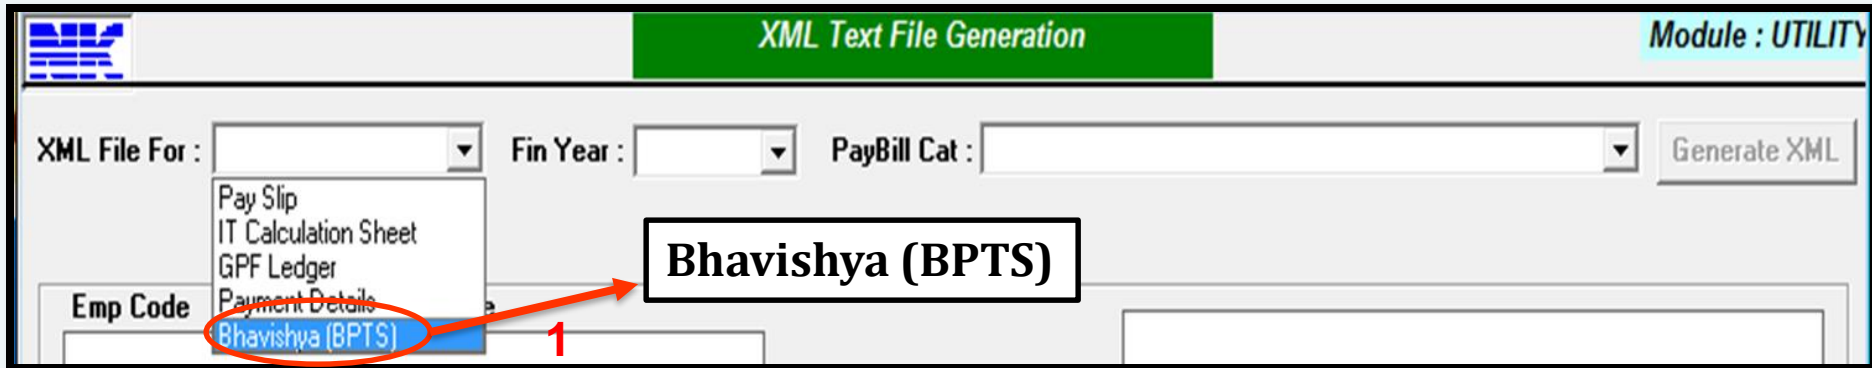 XML Text File Generation
Module : UTILITY
XML File For :
Fin Year :
PayBill Cat :
Generate XML
Pay Slip
IT Calculation Sheet
GPF Ledger
Payment Details
Bhavishya (BPTS)
Bhavishya (BPTS)
Emp Code
1